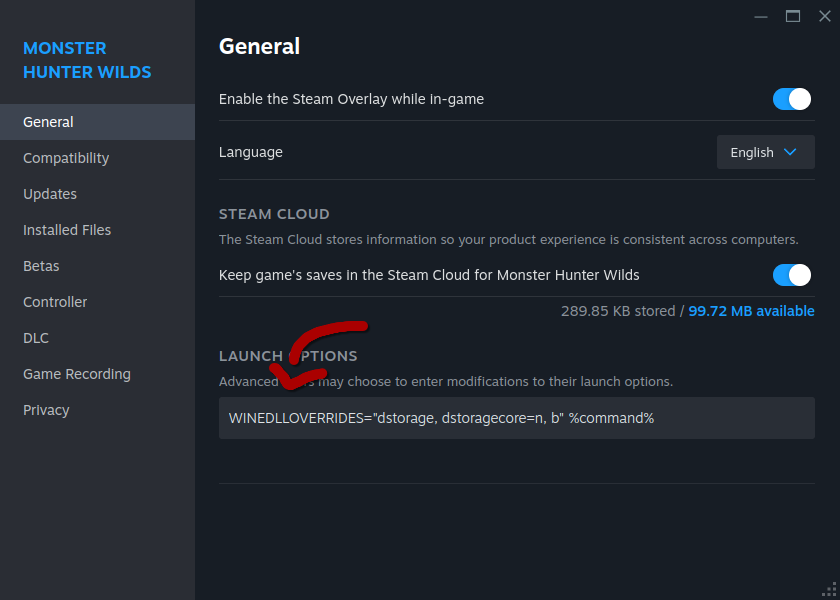 MONSTER
HUNTER WILDS
General
Compatibility
Updates
Installed Files
Betas
Controller
DLC
Game Recording
Privacy
General
Enable the Steam Overlay while in-game
Language
English
STEAM CLOUD
The Steam Cloud stores information so your product experience is consistent across computers.
Keep game's saves in the Steam Cloud for Monster Hunter Wilds
289.85 KB stored / 99.72 MB available
LAUNCH OPTIONS
Advanced users may choose to enter modifications to their launch options.
WINEDLLOVERRIDES="dstorage, dstoragecore=n, b" %command%